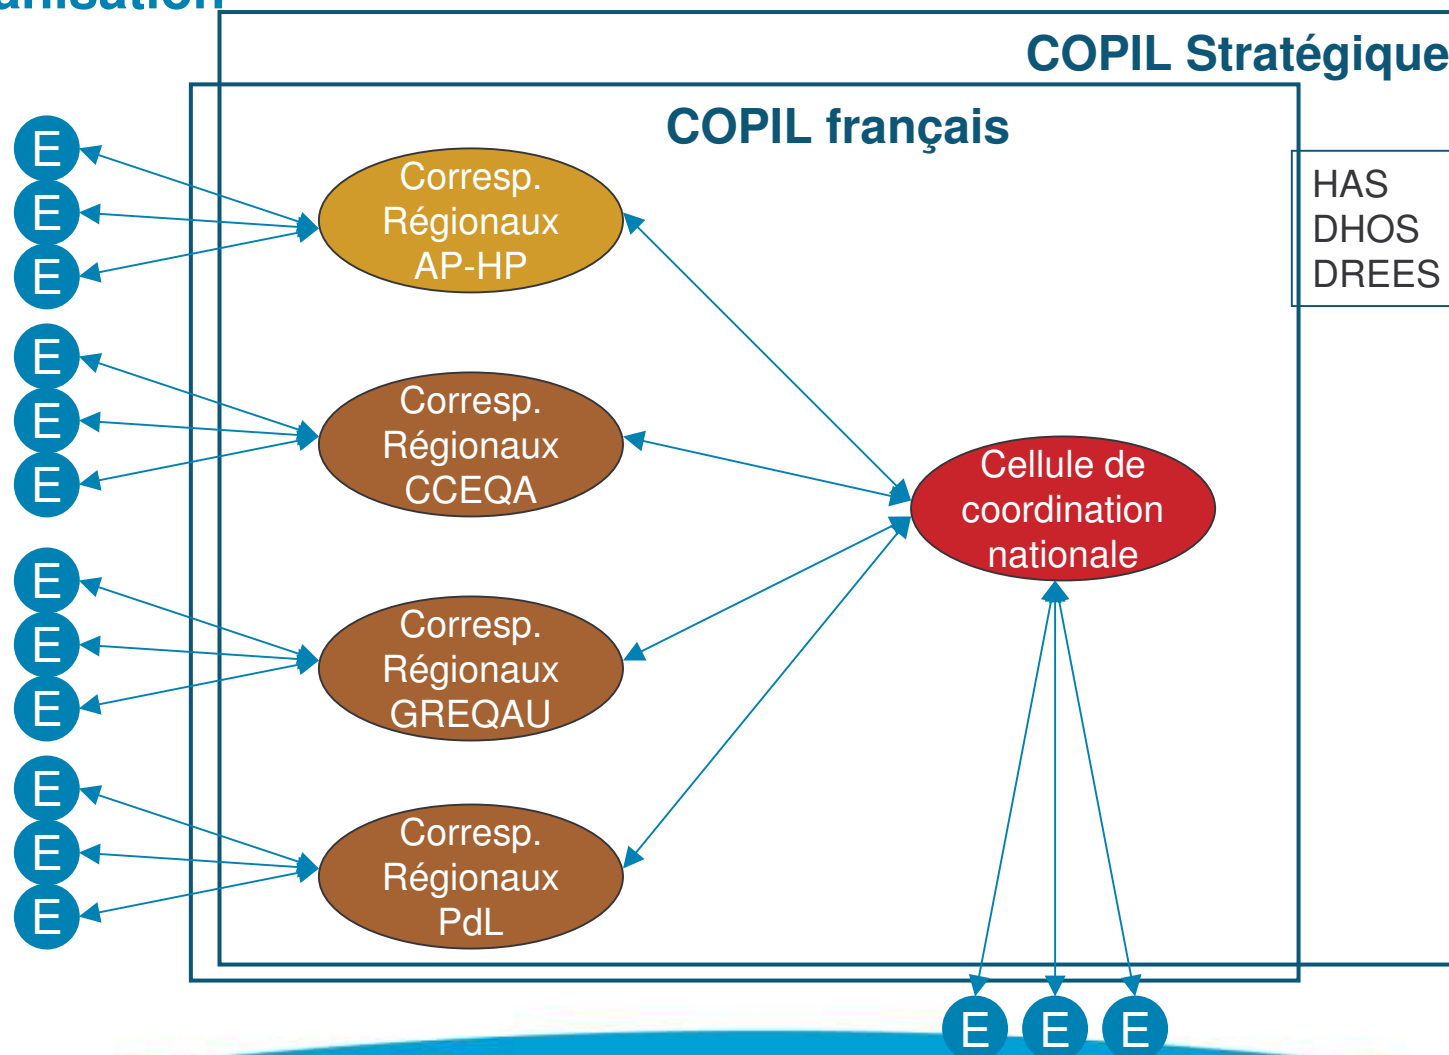 COPIL Stratégique
COPIL français
HAS
DHOS
DREES
E
E
E
Corresp.
Régionaux
AP-HP
E
E
E
Corresp.
Régionaux
CCEQA
Cellule de
coordination
nationale
E
E
E
Corresp.
Régionaux
GREQAU
E
E
E
Corresp.
Régionaux
PdL
E E E